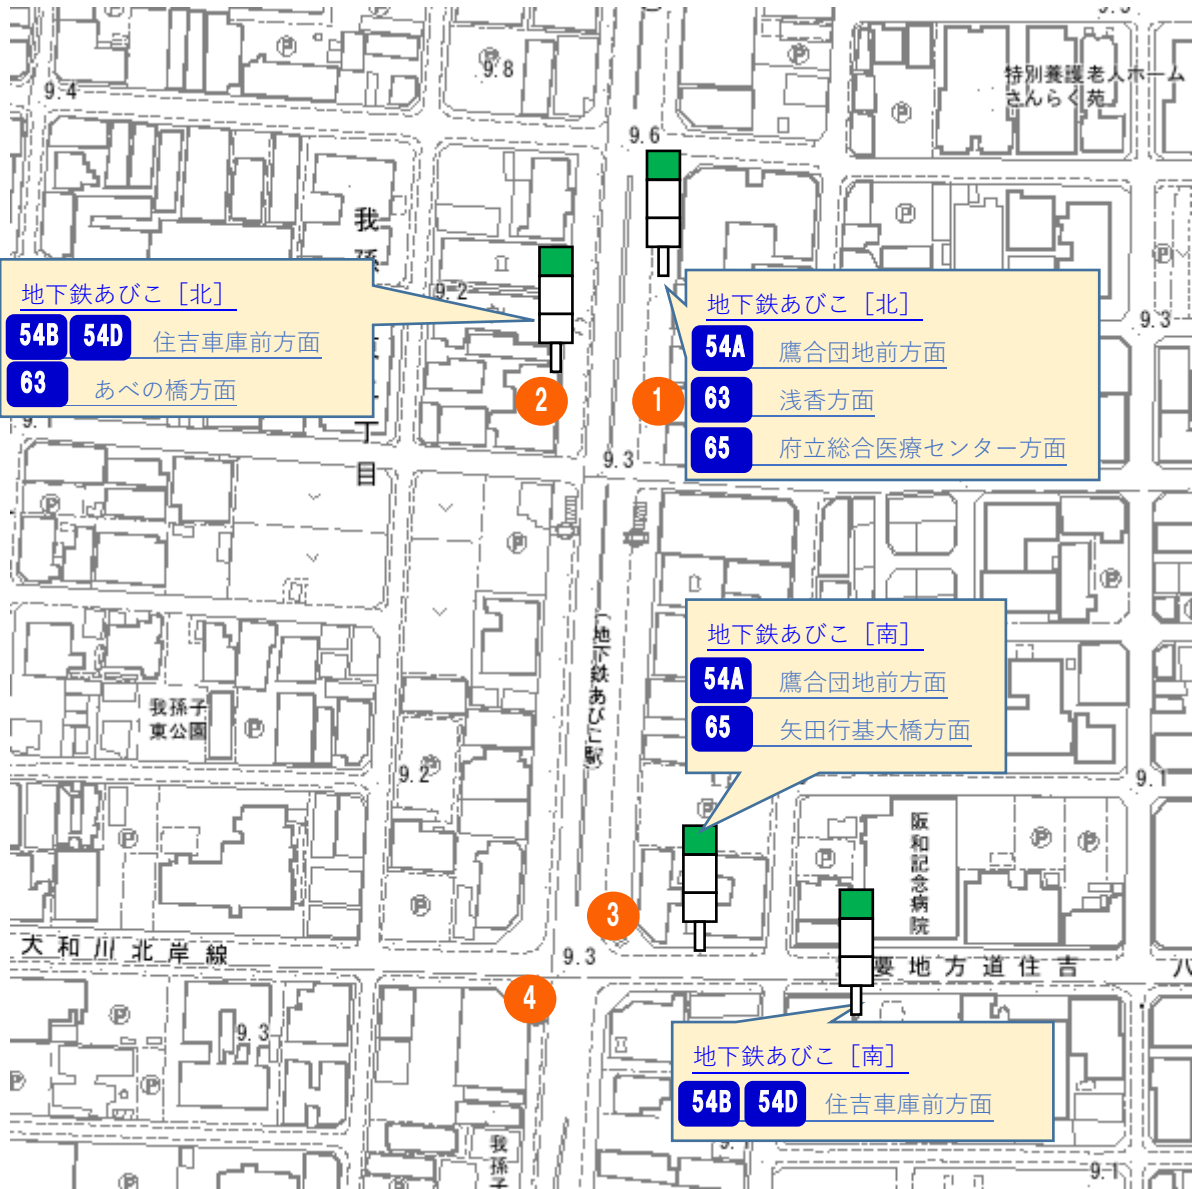 9.8
特別養護老人ホーム
さんらく苑
9.4
9.6
我
孫
地下鉄あびこ［北］
54B 54D 住吉車庫前方面
63 あべの橋方面
9.2
地下鉄あびこ［北］
54A 鷹合団地前方面
63 浅香方面
65 府立総合医療センター方面
9.3
2
1
9.1
丁
目
9.3
（地下鉄あびこ駅）
地下鉄あびこ［南］
54A 鷹合団地前方面
65 矢田行基大橋方面
我孫子
東公園
9.2
9.1
阪和記念病院
3
大和川北岸線
9.3
要地方道住吉
八
4
9.3
地下鉄あびこ［南］
54B 54D 住吉車庫前方面
我孫子
9.1